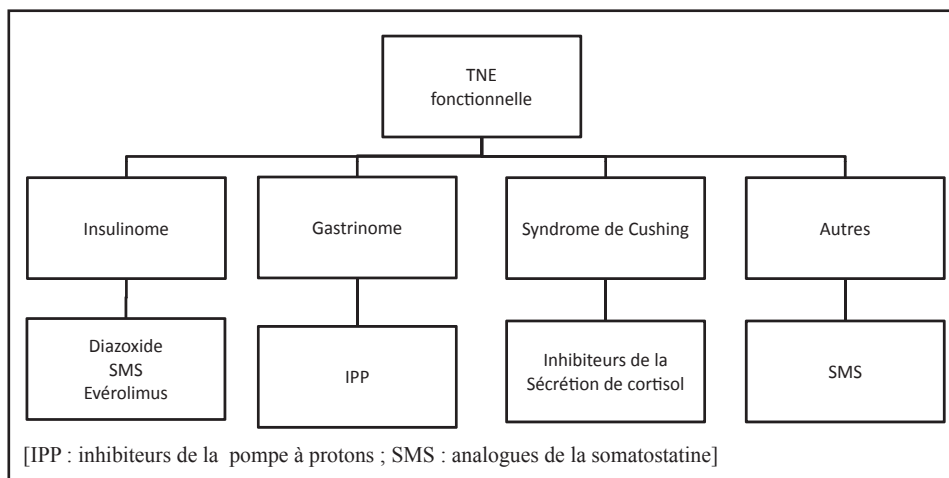 TNE
fonctionnelle
Insulinome
Gastrinome
Syndrome de Cushing
Autres
Diazoxide
SMS
Evérolimus
IPP
Inhibiteurs de la
Sécrétion de cortisol
SMS
[IPP : inhibiteurs de la pompe à protons ; SMS : analogues de la somatostatine]